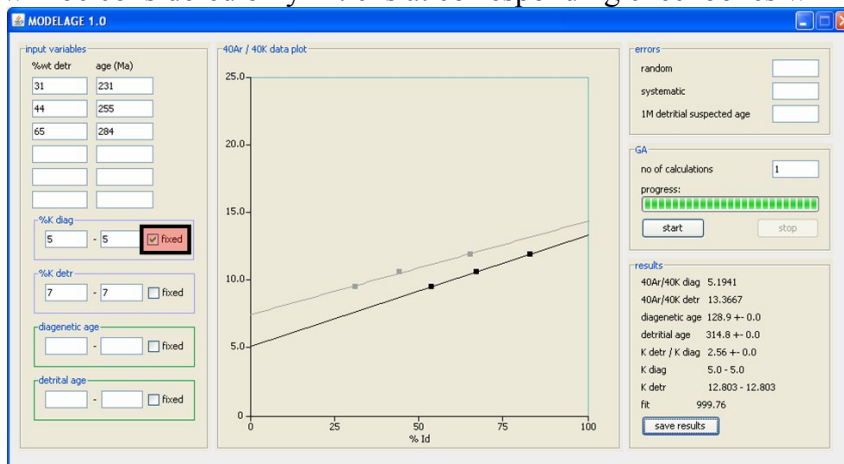 be considered only
MODELAGE 1.0
input variables
%wt detr age (Ma)
31 231
44 255
65 284
%K diag
5 - 5 fixed
%K detr
7 - 7 fixed
diagenetic age
- fixed
detrital age
- fixed
40Ar / 40K data plot
25.0
20.0
15.0
10.0
5.0
0
0 25 50 75 100
% Id
errors
random
systematic
1M detritial suspected age
GA
no of calculations 1
progress:
start stop
results
40Ar/40K diag 5.1941
40Ar/40K detr 13.3667
diagenetic age 128.9 +- 0.0
detritial age 314.8 +- 0.0
K detr / K diag 2.56 +- 0.0
K diag 5.0 - 5.0
K detr 12.803 - 12.803
fit 999.76
save results